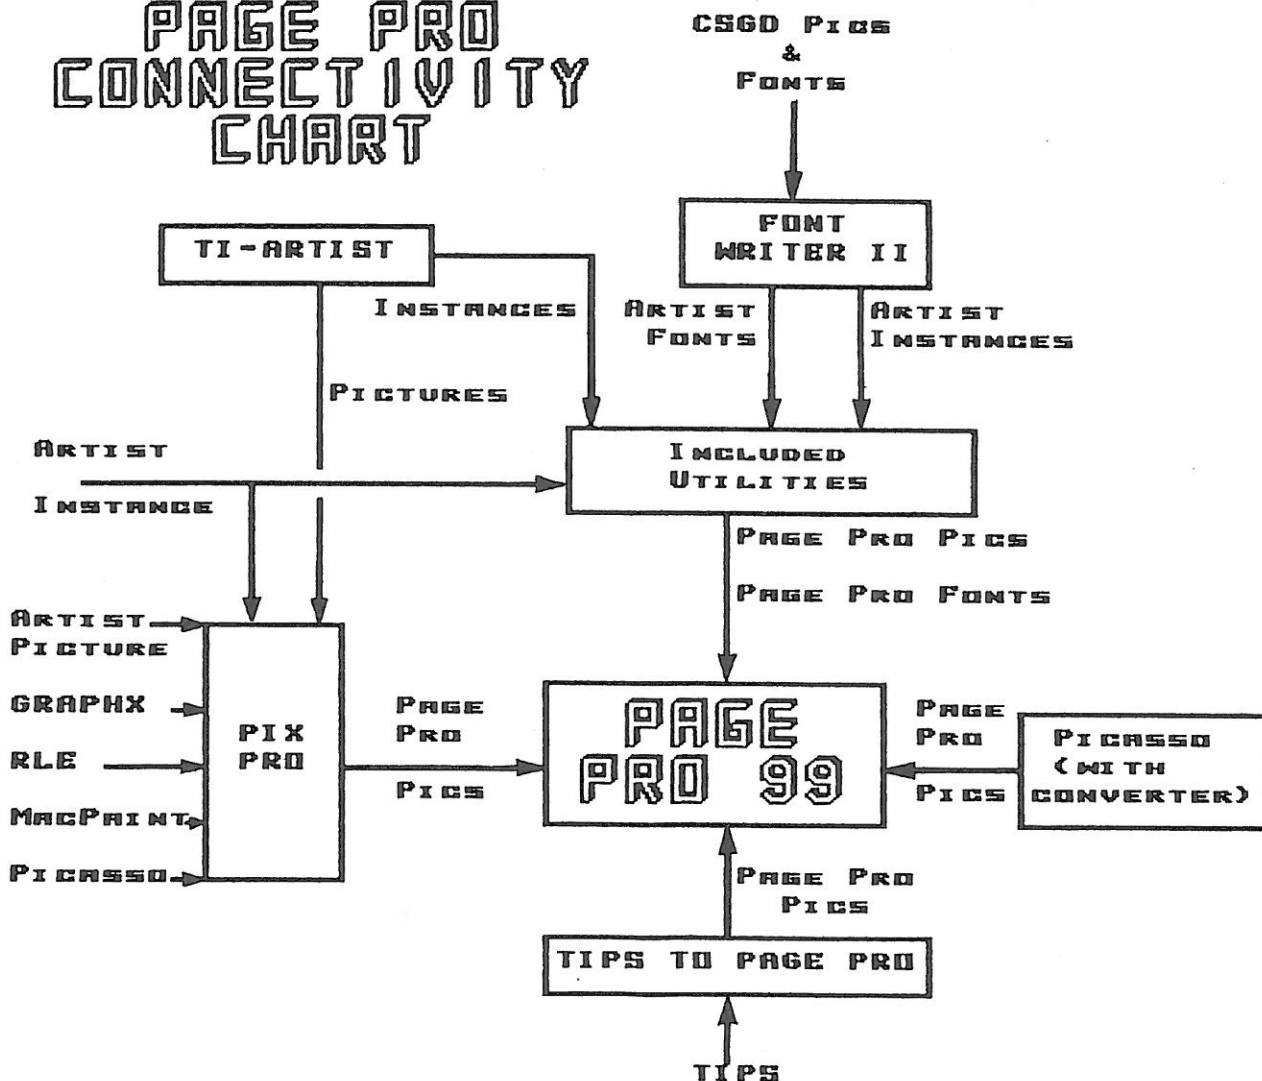 PAGE PRO
CONNECTIVITY
CHART
CSGD PICS
&
FONTS
TI-ARTIST
FONT
WRITER II
INSTANCES
ARTIST
FONTS
ARTIST
INSTANCES
PICTURES
ARTIST
INSTANCE
INCLUDED
UTILITIES
PAGE PRO PICS
PAGE PRO FONTS
ARTIST
PICTURE
GRAPHX
RLE
MACPAINT
PICASSO
PIX
PRO
PAGE
PRO
PICS
PAGE
PRO 99
PAGE
PRO
PICS
PICASSO
(WITH
CONVERTER)
PAGE PRO
PICS
TIPS TO PAGE PRO
TIPS